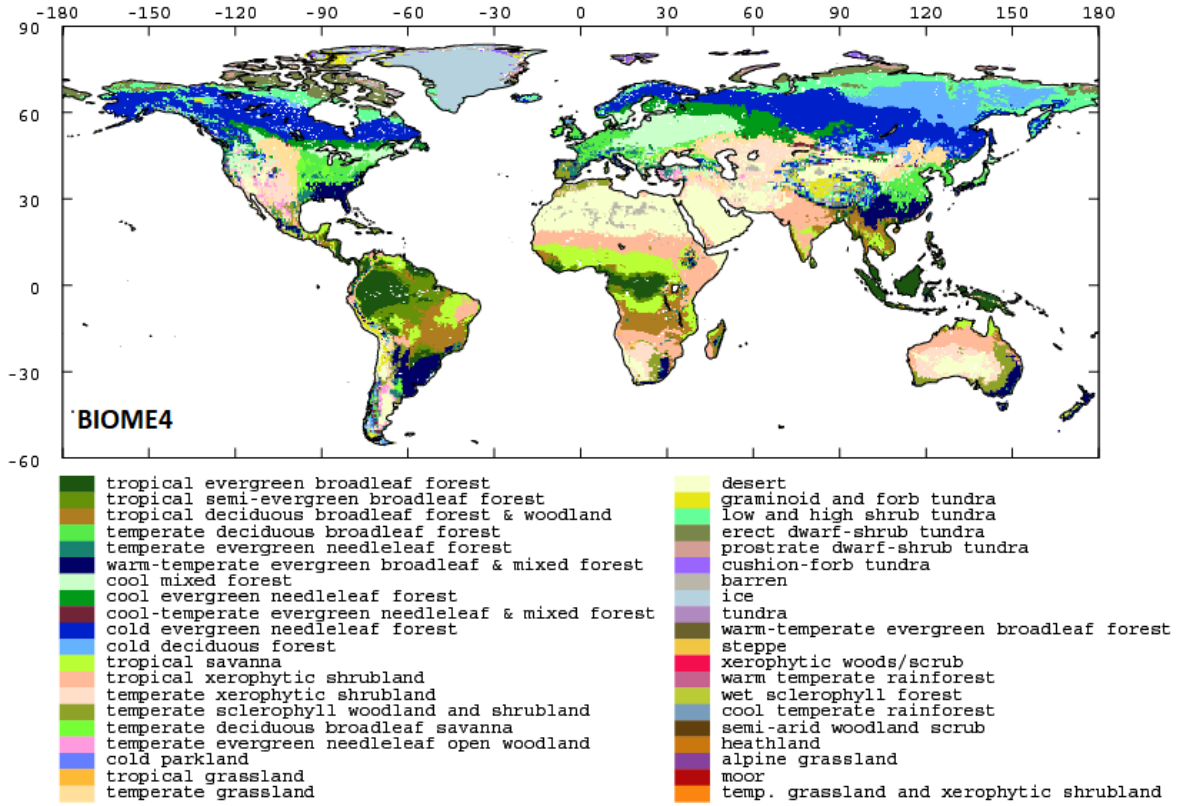 -180 -150 -120 -90 -60 -30 0 30 60 90 120 150 180
90
60
30
0
-30
-60
BIOME4
tropical evergreen broadleaf forest
tropical semi-evergreen broadleaf forest
tropical deciduous broadleaf forest & woodland
temperate deciduous broadleaf forest
temperate evergreen needleleaf forest
warm-temperate evergreen broadleaf & mixed forest
cool mixed forest
cool evergreen needleleaf forest
cool-temperate evergreen needleleaf & mixed forest
cold evergreen needleleaf forest
cold deciduous forest
tropical savanna
tropical xerophytic shrubland
temperate xerophytic shrubland
temperate sclerophyll woodland and shrubland
temperate deciduous broadleaf savanna
temperate evergreen needleleaf open woodland
cold parkland
tropical grassland
temperate grassland
desert
graminoid and forb tundra
low and high shrub tundra
erect dwarf-shrub tundra
prostrate dwarf-shrub tundra
cushion-forb tundra
barren
ice
tundra
warm-temperate evergreen broadleaf forest
steppe
xerophytic woods/scrub
warm temperate rainforest
wet sclerophyll forest
cool temperate rainforest
semi-arid woodland scrub
heathland
alpine grassland
moor
temp. grassland and xerophytic shrubland